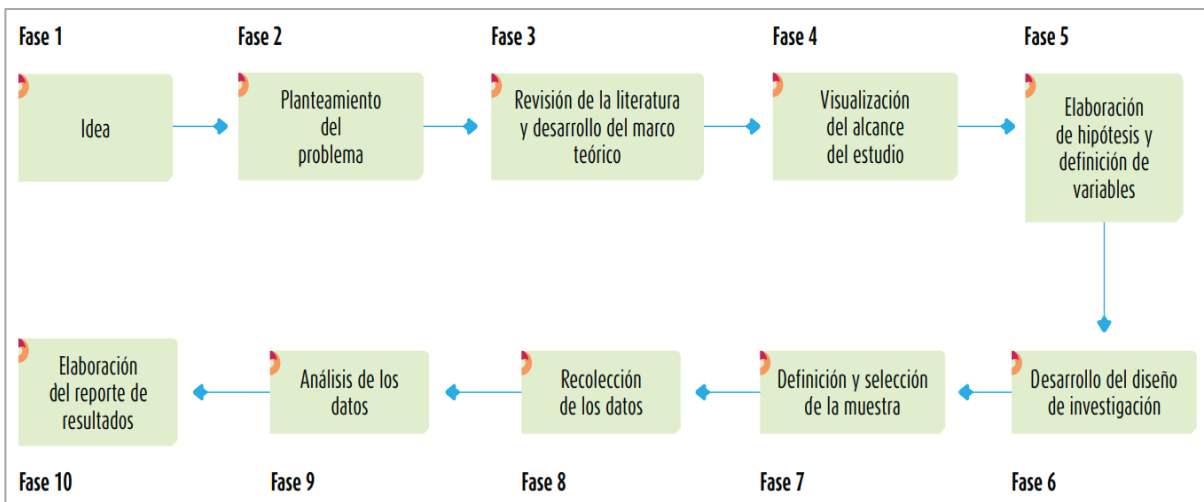 Fase 1
Idea
Fase 2
Planteamiento
del
problema
Fase 3
Revisión de la literatura
y desarrollo del marco
teórico
Fase 4
Visualización
del alcance
del estudio
Fase 5
Elaboración
de hipótesis y
definición de
variables
Desarrollo del diseño
de investigación
Fase 6
Definición y selección
de la muestra
Fase 7
Recolección
de los datos
Fase 8
Análisis de los
datos
Fase 9
Elaboración
del reporte de
resultados
Fase 10